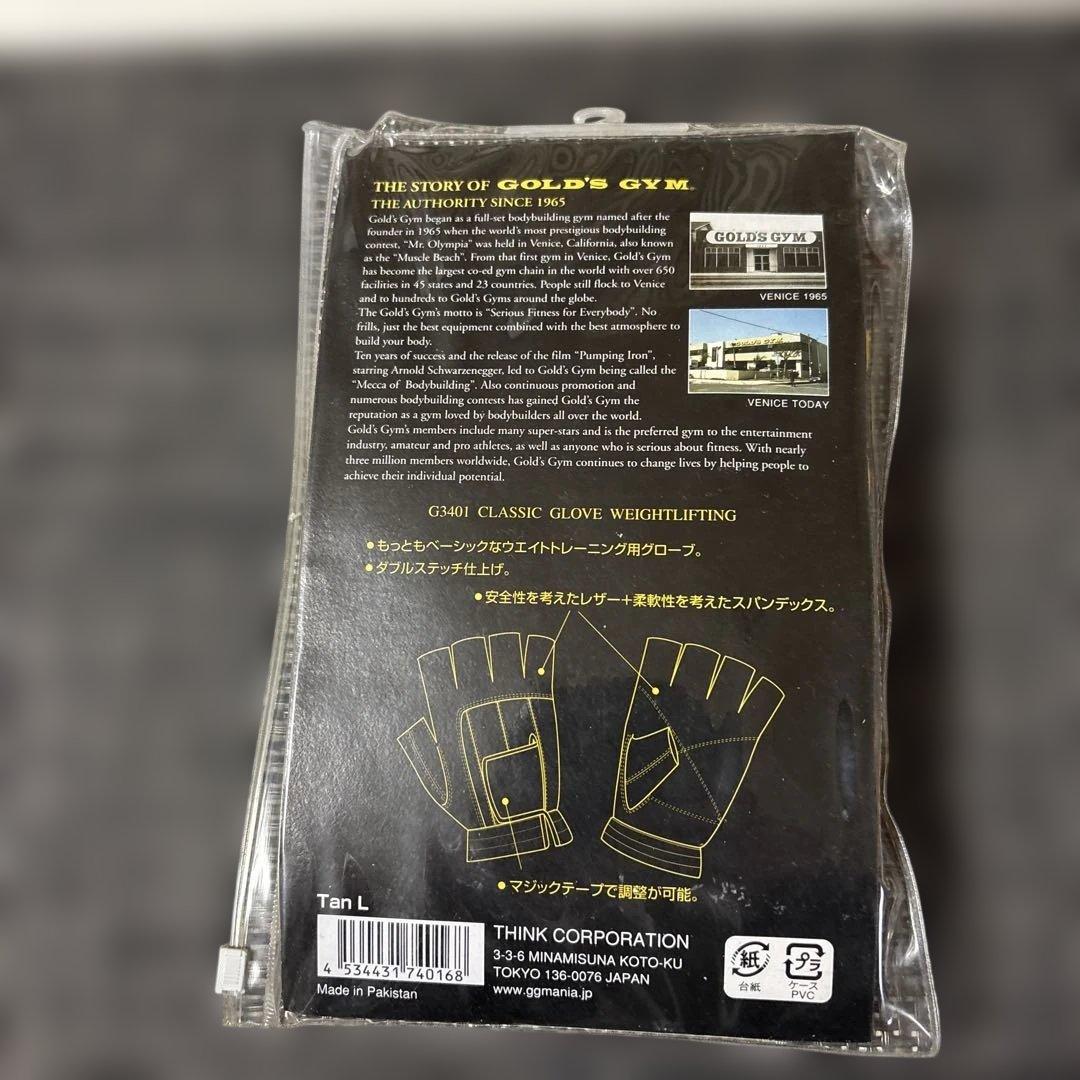 THE STORY OF GOLD'S GYM®
THE AUTHORITY SINCE 1965
Gold's Gym began as a full-set bodybuilding gym named after the
founder in 1965 when the world's most prestigious bodybuilding
contest, “Mr. Olympia” was held in Venice, California, also known
as the “Muscle Beach”. From that first gym in Venice, Gold's Gym
has become the largest co-ed gym chain in the world with over 650
facilities in 45 states and 23 countries. People still flock to Venice
and to hundreds to Gold's Gyms around the globe.
The Gold's Gym's motto is “Serious Fitness for Everybody”. No
frills, just the best equipment combined with the best atmosphere to
build your body.
Ten years of success and the release of the film “Pumping Iron”,
starring Arnold Schwarzenegger, led to Gold's Gym being called the
“Mecca of Bodybuilding”. Also continuous promotion and
numerous bodybuilding contests has gained Gold's Gym the
reputation as a gym loved by bodybuilders all over the world.
Gold's Gym's members include many super-stars and is the preferred gym to the entertainment
industry, amateur and pro athletes, as well as anyone who is serious about fitness. With nearly
three million members worldwide, Gold's Gym continues to change lives by helping people to
achieve their individual potential.
GOLD'S GYM
VENICE 1965
GOLD'S GYM
VENICE TODAY
G3401 CLASSIC GLOVE WEIGHTLIFTING
●もっともベーシックなウエイトトレーニング用グローブ。
●ダブルステッチ仕上げ。
●安全性を考えたレザー＋柔軟性を考えたスパンデックス。
●マジックテープで調整が可能。
Tan L
4 534431 740168
Made in Pakistan
THINK CORPORATION
3-3-6 MINAMISUNA KOTO-KU
TOKYO 136-0076 JAPAN
www.ggmania.jp
紙
台紙
プラ
ケース
PVC